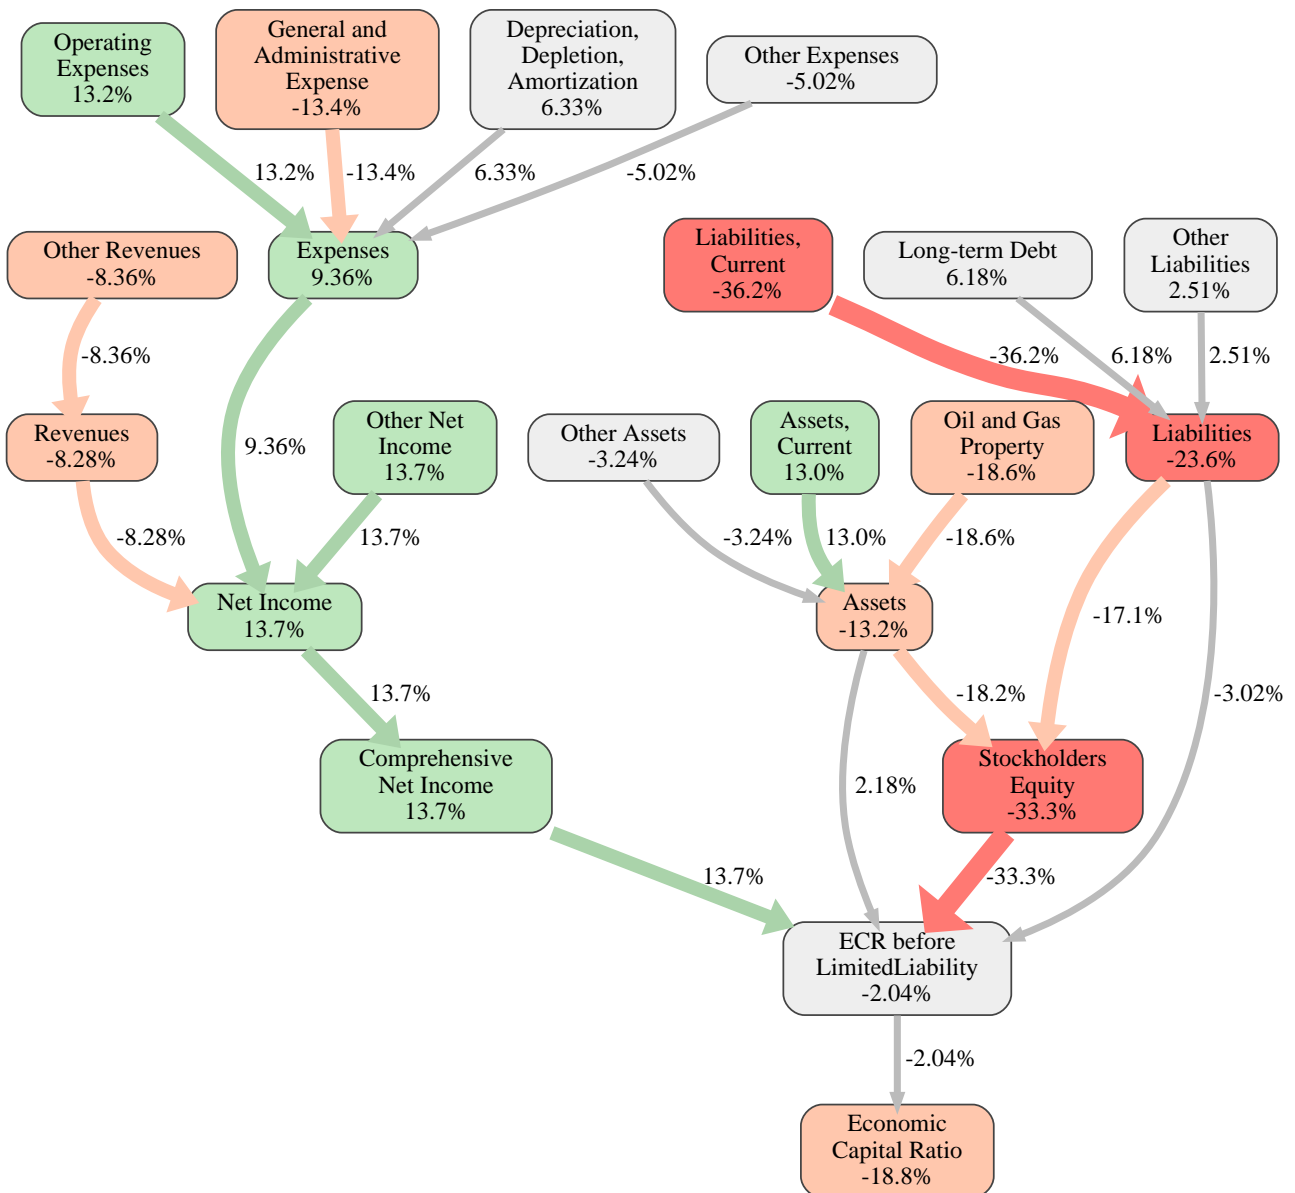 Operating
Expenses
13.2%
General and
Administrative
Expense
-13.4%
Depreciation,
Depletion,
Amortization
6.33%
Other Expenses
-5.02%
13.2%
-13.4%
6.33%
-5.02%
Other Revenues
-8.36%
Expenses
9.36%
Liabilities,
Current
-36.2%
Long-term Debt
6.18%
Other
Liabilities
2.51%
-8.36%
-36.2%
6.18%
2.51%
Revenues
-8.28%
9.36%
Other Net
Income
13.7%
Other Assets
-3.24%
Assets,
Current
13.0%
Oil and Gas
Property
-18.6%
Liabilities
-23.6%
-8.28%
13.7%
-3.24%
13.0%
-18.6%
Net Income
13.7%
Assets
-13.2%
-17.1%
13.7%
-18.2%
-3.02%
Comprehensive
Net Income
13.7%
2.18%
Stockholders
Equity
-33.3%
13.7%
-33.3%
ECR before
LimitedLiability
-2.04%
-2.04%
Economic
Capital Ratio
-18.8%